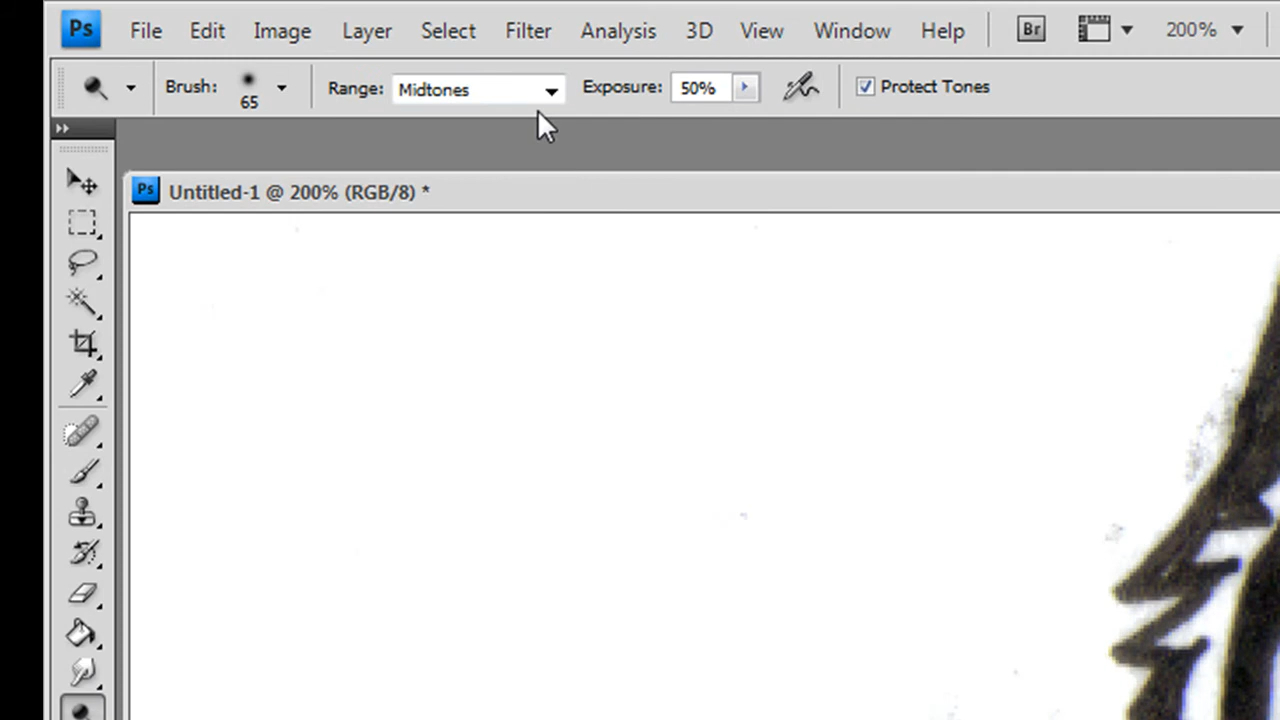 Ps File Edit Image Layer Select Filter Analysis 3D View Window Help Br 200%
Brush: 65 Range: Midtones Exposure: 50% Protect Tones
Ps Untitled-1 @ 200% (RGB/8) *